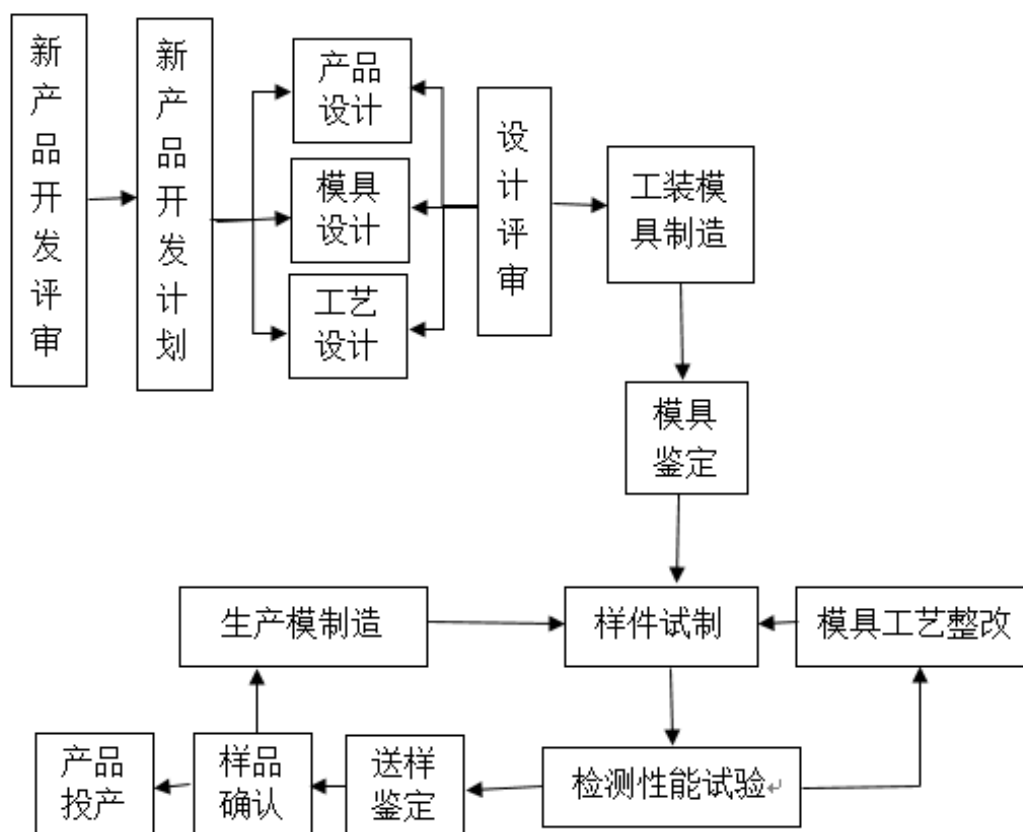 新产品开发评审
新产品开发计划
产品
设计
模具
设计
工艺
设计
设计评审
工装模
具制造
模具
鉴定
生产模制造
样件试制
模具工艺整改
产品
投产
样品
确认
送样
鉴定
检测性能试验